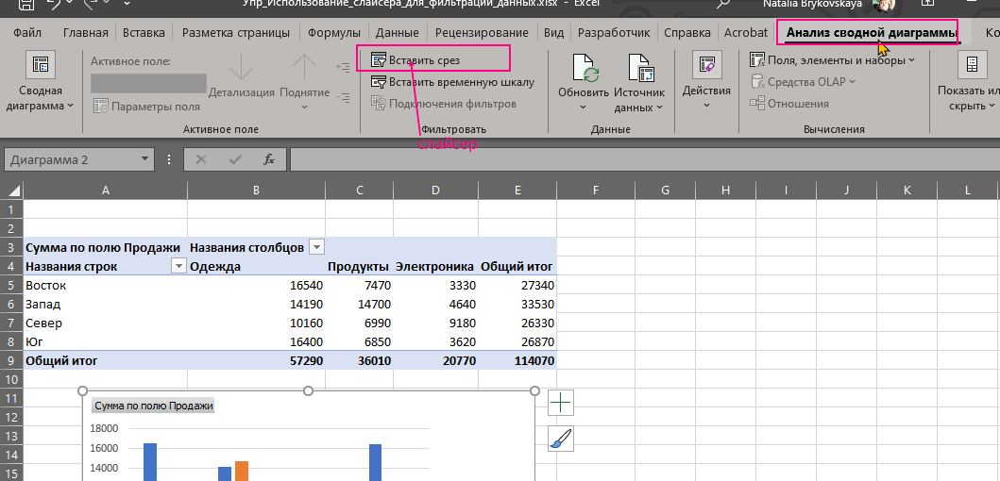 Упр_Использование_слайсера_для_фильтрации_данных.xlsx - Excel
Natalia Brykovskaya
Файл Главная Вставка Разметка страницы Формулы Данные Рецензирование Вид Разработчик Справка Acrobat Анализ сводной диаграммы Ко
Сводная диаграмма
Активное поле:
Параметры поля
Детализация
Поднятие
Активное поле
Вставить срез
Вставить временную шкалу
Подключения фильтров
Фильтровать
слайсер
Обновить
Источник данных
Данные
Действия
Поля, элементы и наборы
Средства OLAP
Отношения
Вычисления
Показать ил
скрыть
Диаграмма 2
fx
A B C D E F G H I J K L
1
2
3 Сумма по полю Продажи Названия столбцов
4 Названия строк Одежда Продукты Электроника Общий итог
5 Восток 16540 7470 3330 27340
6 Запад 14190 14700 4640 33530
7 Север 10160 6990 9180 26330
8 Юг 16400 6850 3620 26870
9 Общий итог 57290 36010 20770 114070
10
11
12
13
14
15
Сумма по полю Продажи
18000
16000
14000